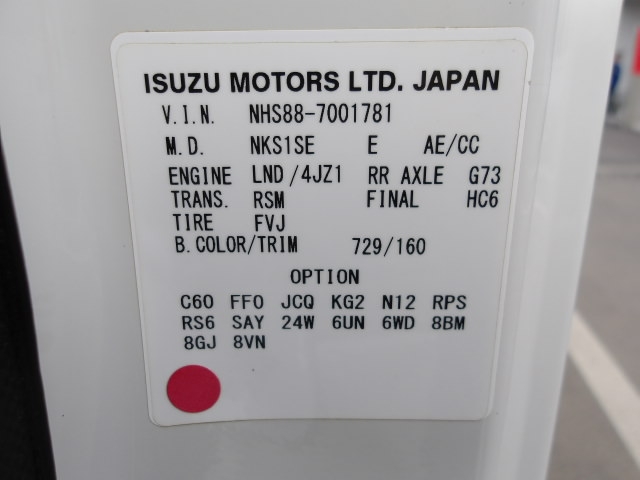 ISUZU MOTORS LTD. JAPAN
V.I.N. NHS88-7001781
M.D. NKS1SE E AE/CC
ENGINE LND/4JZ1 RR AXLE G73
TRANS. RSM FINAL HC6
TIRE FVJ
B.COLOR/TRIM 729/160
OPTION
C60 FF0 JCQ KG2 N12 RPS
RS6 SAY 24W 6UN 6WD 8BM
8GJ 8VN